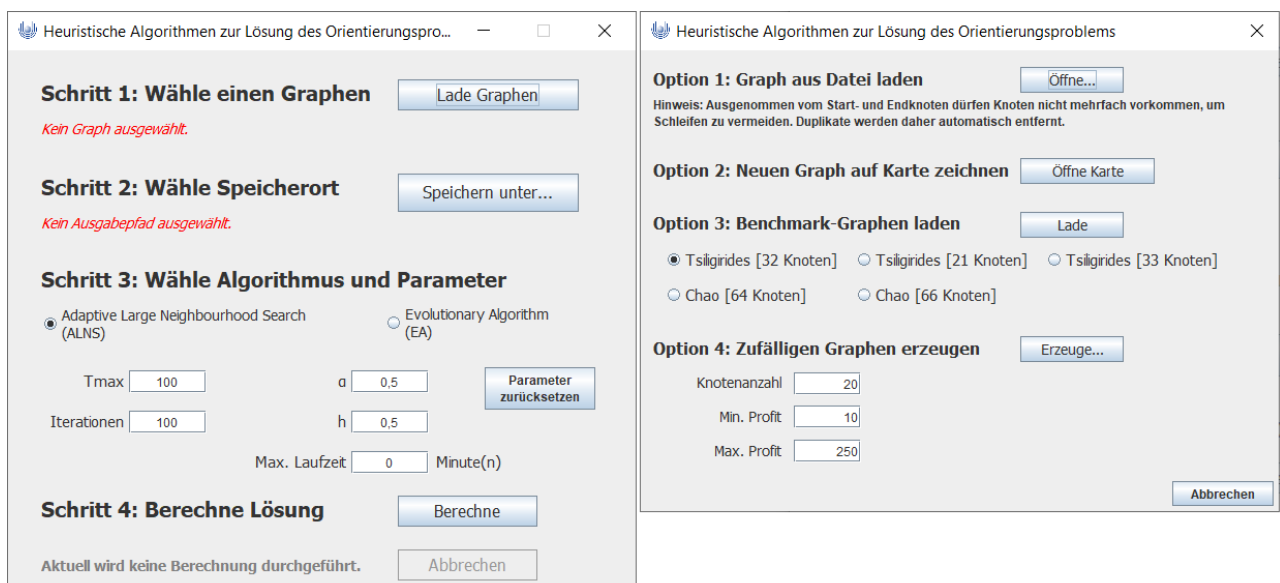 Heuristische Algorithmen zur Lösung des Orientierungspro...
Schritt 1: Wähle einen Graphen
Lade Graphen
Kein Graph ausgewählt.
Schritt 2: Wähle Speicherort
Speichern unter...
Kein Ausgabepfad ausgewählt.
Schritt 3: Wähle Algorithmus und Parameter
Adaptive Large Neighbourhood Search
(ALNS)
Evolutionary Algorithm
(EA)
Tmax 100
α 0,5
Parameter
zurücksetzen
Iterationen 100
h 0,5
Max. Laufzeit 0 Minute(n)
Schritt 4: Berechne Lösung
Berechne
Aktuell wird keine Berechnung durchgeführt.
Abbrechen
Heuristische Algorithmen zur Lösung des Orientierungsproblems
Option 1: Graph aus Datei laden
Öffne...
Hinweis: Ausgenommen vom Start- und Endknoten dürfen Knoten nicht mehrfach vorkommen, um
Schleifen zu vermeiden. Duplikate werden daher automatisch entfernt.
Option 2: Neuen Graph auf Karte zeichnen
Öffne Karte
Option 3: Benchmark-Graphen laden
Lade
Tsiligirides [32 Knoten]
Tsiligirides [21 Knoten]
Tsiligirides [33 Knoten]
Chao [64 Knoten]
Chao [66 Knoten]
Option 4: Zufälligen Graphen erzeugen
Erzeuge...
Knotenanzahl 20
Min. Profit 10
Max. Profit 250
Abbrechen